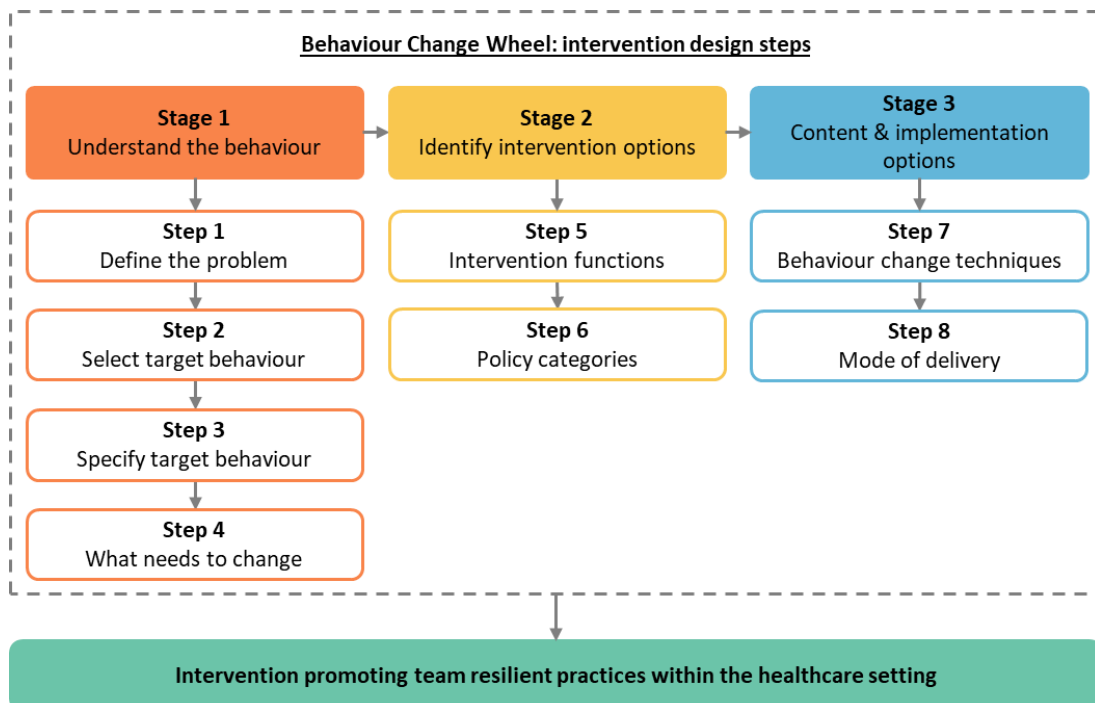 Behaviour Change Wheel: intervention design steps
Stage 1
Understand the behaviour
Step 1
Define the problem
Step 2
Select target behaviour
Step 3
Specify target behaviour
Step 4
What needs to change
Stage 2
Identify intervention options
Step 5
Intervention functions
Step 6
Policy categories
Stage 3
Content & implementation
options
Step 7
Behaviour change techniques
Step 8
Mode of delivery
Intervention promoting team resilient practices within the healthcare setting